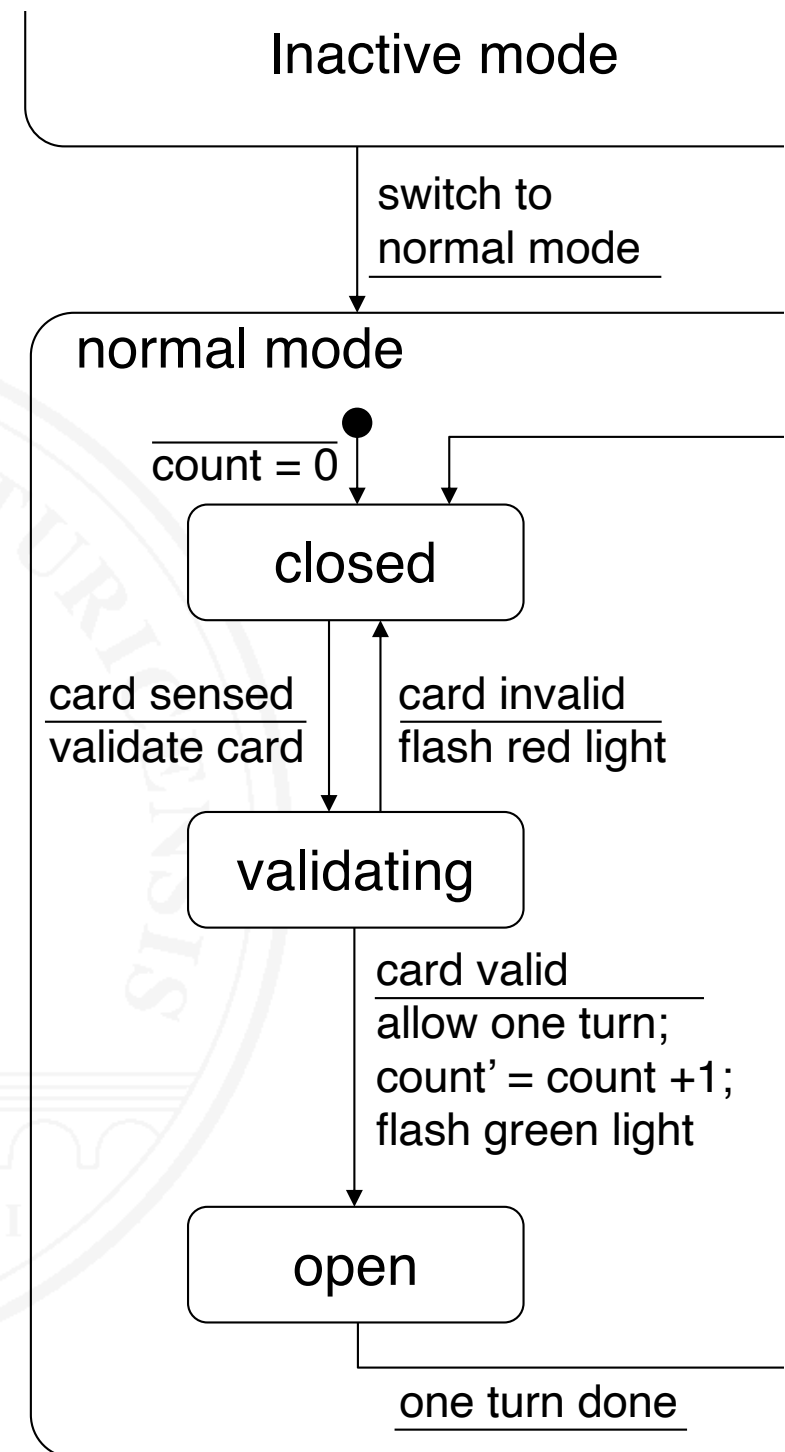 Inactive mode
switch to
normal mode
normal mode
count = 0
closed
card sensed
validate card
card invalid
flash red light
validating
card valid
allow one turn;
count’ = count +1;
flash green light
open
one turn done
TURICENSIS
I